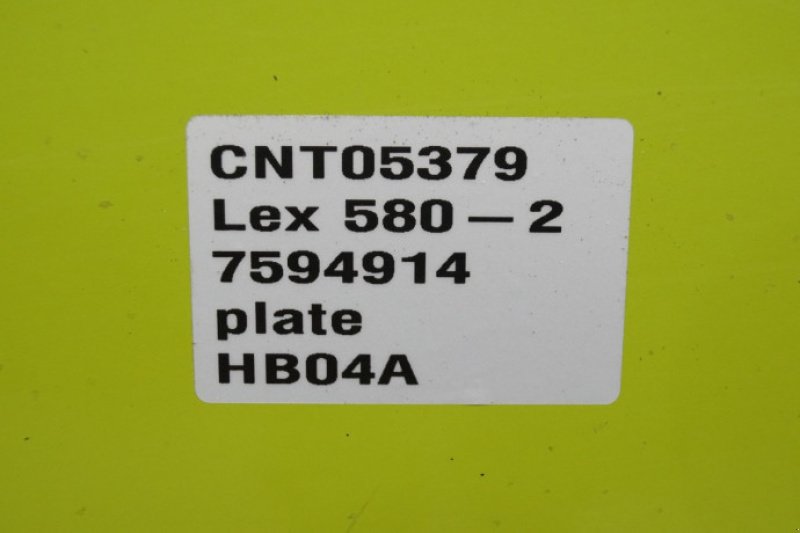 CNT05379
Lex 580 — 2
7594914
plate
HB04A